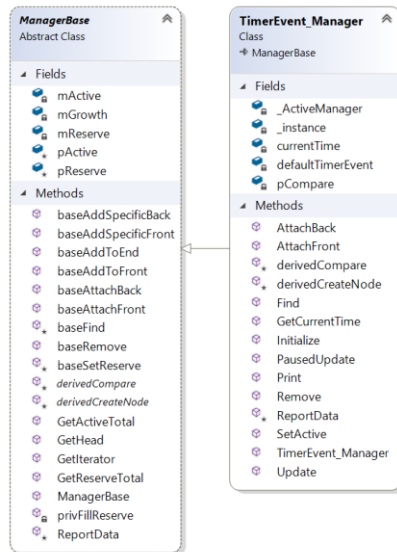 ManagerBase
Abstract Class
Fields
mActive
mGrowth
mReserve
pActive
pReserve
Methods
baseAddSpecificBack
baseAddSpecificFront
baseAddToEnd
baseAddToFront
baseAttachBack
baseAttachFront
baseFind
baseRemove
baseSetReserve
derivedCompare
derivedCreateNode
GetActiveTotal
GetHead
GetIterator
GetReserveTotal
ManagerBase
privFillReserve
ReportData
TimerEvent_Manager
Class
ManagerBase
Fields
_ActiveManager
_instance
currentTime
defaultTimerEvent
pCompare
Methods
AttachBack
AttachFront
derivedCompare
derivedCreateNode
Find
GetCurrentTime
Initialize
PausedUpdate
Print
Remove
ReportData
SetActive
TimerEvent_Manager
Update